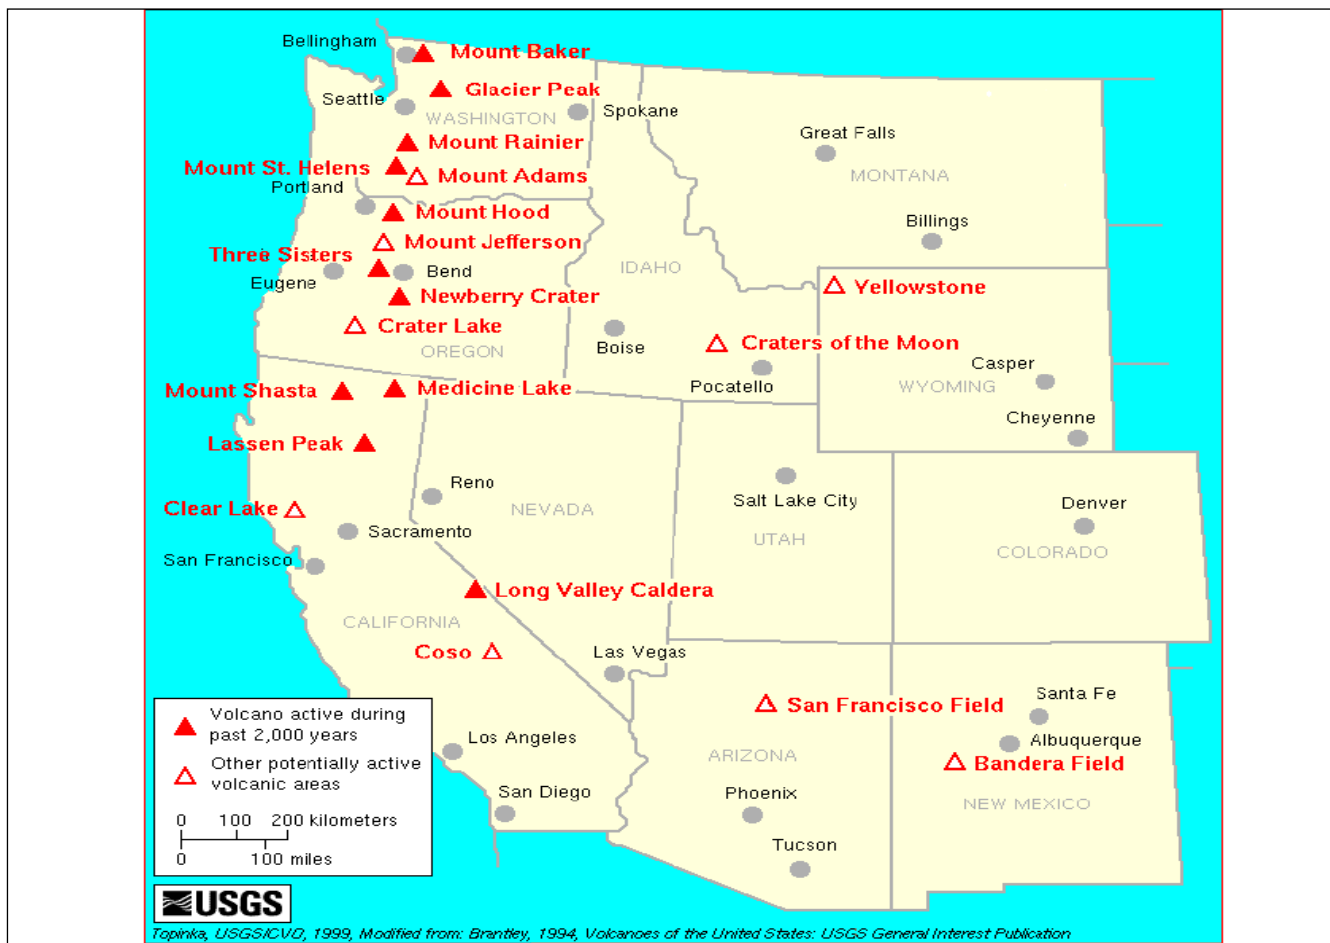 Bellingham
Mount Baker
Glacier Peak
Seattle
WASHINGTON
Spokane
Great Falls
Mount Rainier
Mount St. Helens
Mount Adams
MONTANA
Portland
Mount Hood
Billings
Mount Jefferson
Three Sisters
IDAHO
Eugene
Bend
Yellowstone
Newberry Crater
Crater Lake
OREGON
Boise
Craters of the Moon
Casper
Pocatello
WYOMING
Mount Shasta
Medicine Lake
Cheyenne
Lassen Peak
Reno
Salt Lake City
Denver
Clear Lake
NEVADA
Sacramento
UTAH
COLORADO
San Francisco
Long Valley Caldera
CALIFORNIA
Coso
Las Vegas
Santa Fe
San Francisco Field
Albuquerque
Los Angeles
ARIZONA
Bandera Field
San Diego
Phoenix
NEW MEXICO
Tucson
Volcano active during
past 2,000 years
Other potentially active
volcanic areas
0 100 200 kilometers
0 100 miles
USGS
Topinka, USGS/CVO, 1999, Modified from: Brantley, 1994, Volcanoes of the United States: USGS General Interest Publication